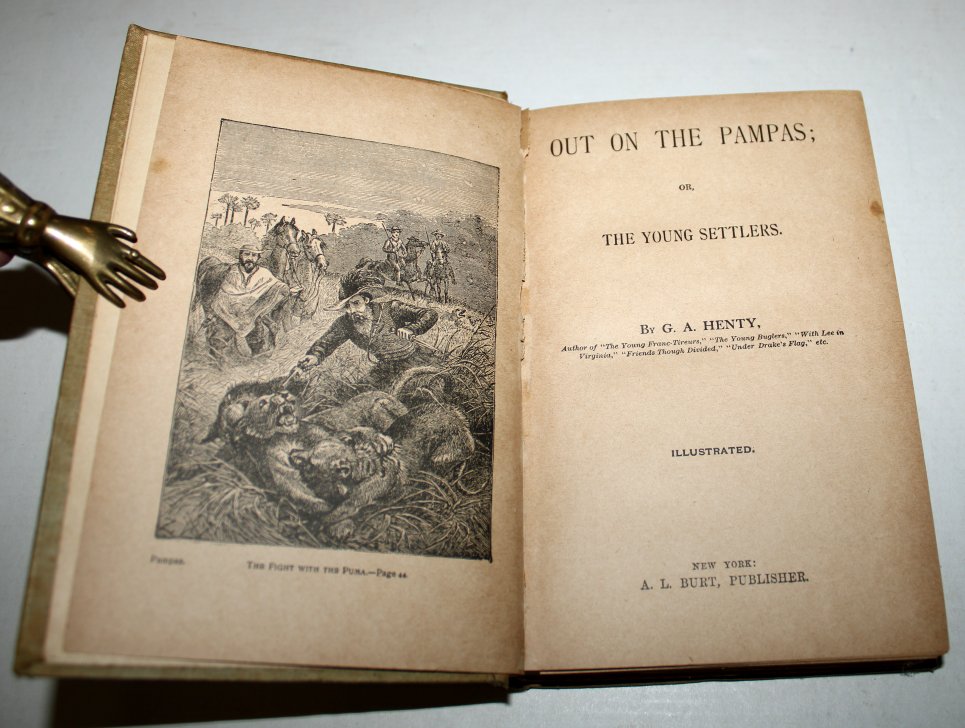 Pampas. THE FIGHT WITH THE PUMA.—Page 44.
OUT ON THE PAMPAS;
OR,
THE YOUNG SETTLERS.
BY G. A. HENTY,
Author of "The Young Franc-Tireurs," "The Young Buglers," "With Lee in
Virginia," "Friends Though Divided," "Under Drake's Flag," etc.
ILLUSTRATED.
NEW YORK:
A. L. BURT, PUBLISHER.